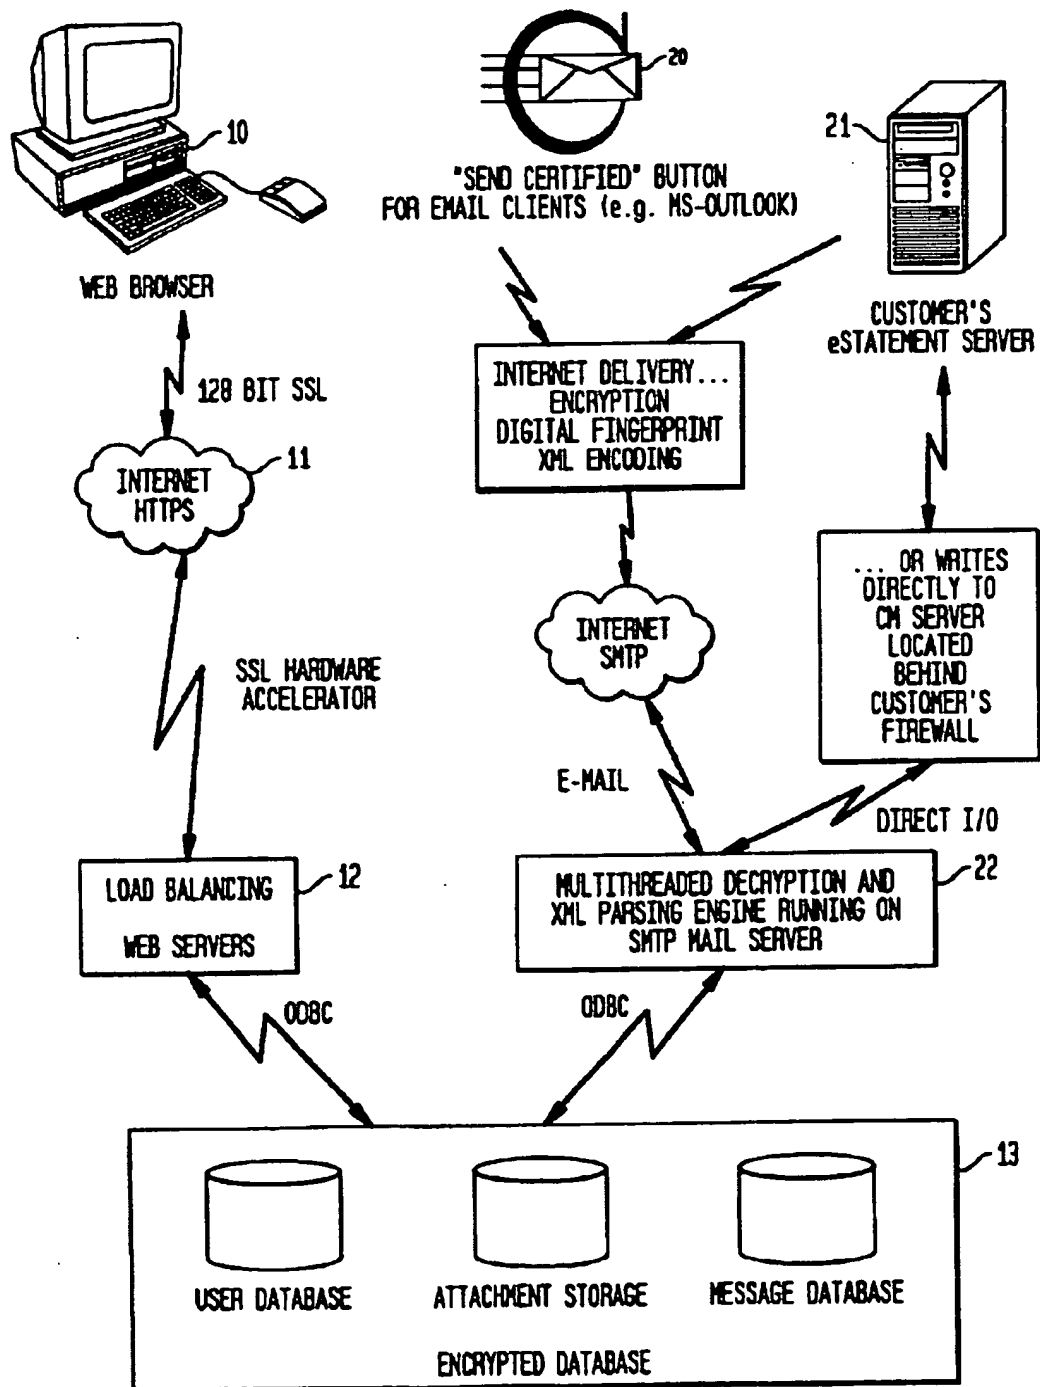 10
WEB BROWSER
128 BIT SSL
11
INTERNET
HTTPS
SSL HARDWARE
ACCELERATOR
LOAD BALANCING
WEB SERVERS
12
ODBC
20
"SEND CERTIFIED" BUTTON
FOR EMAIL CLIENTS (e.g. MS-OUTLOOK)
21
CUSTOMER'S
eSTATEMENT SERVER
INTERNET DELIVERY...
ENCRYPTION
DIGITAL FINGERPRINT
XML ENCODING
INTERNET
SMTP
... OR WRITES
DIRECTLY TO
CM SERVER
LOCATED
BEHIND
CUSTOMER'S
FIREWALL
E-MAIL
DIRECT I/O
22
MULTITHREADED DECRYPTION AND
XML PARSING ENGINE RUNNING ON
SMTP MAIL SERVER
ODBC
13
USER DATABASE
ATTACHMENT STORAGE
MESSAGE DATABASE
ENCRYPTED DATABASE